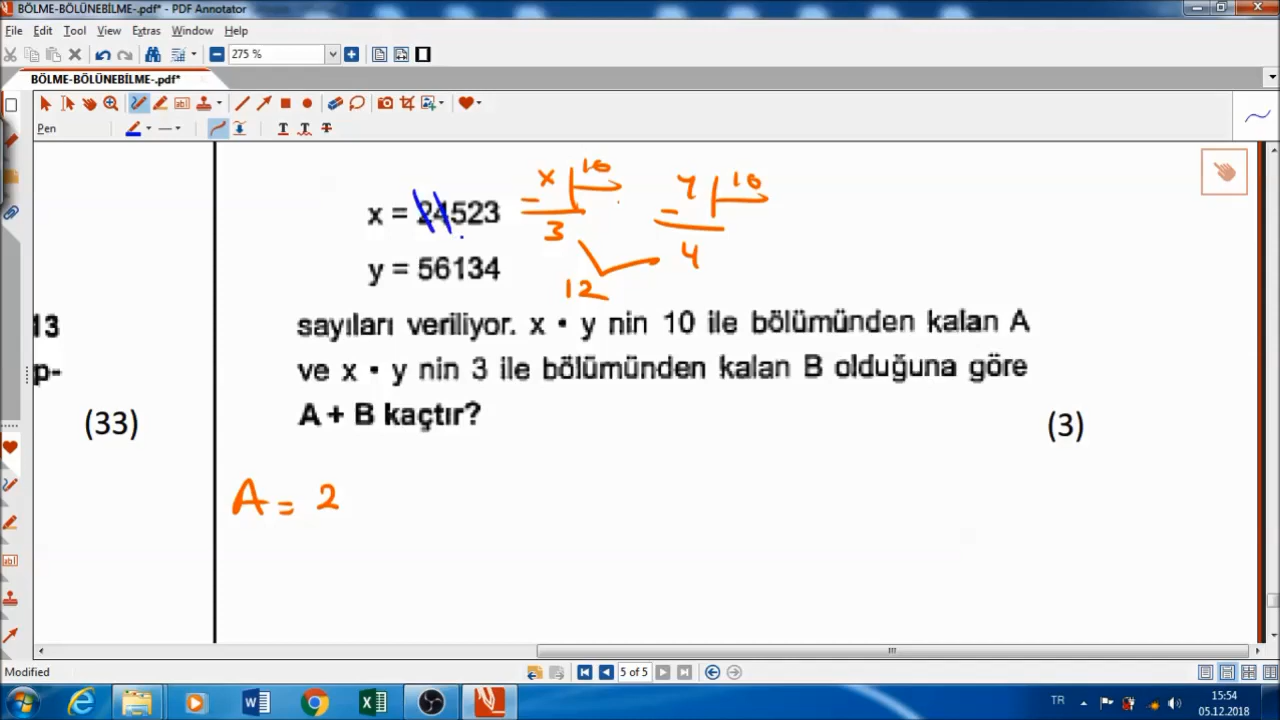 BÖLME-BÖLÜNEBİLME-.pdf* - PDF Annotator
File Edit Tool View Extras Window Help
275 %
BÖLME-BÖLÜNEBİLME-.pdf*
Pen
x = 24523
x 10
3
y 10
4
12
y = 56134
13
p-
(33)
sayıları veriliyor. x • y nin 10 ile bölümünden kalan A
ve x • y nin 3 ile bölümünden kalan B olduğuna göre
A + B kaçtır?
(3)
A = 2
Modified
5 of 5
TR
15:54
05.12.2018